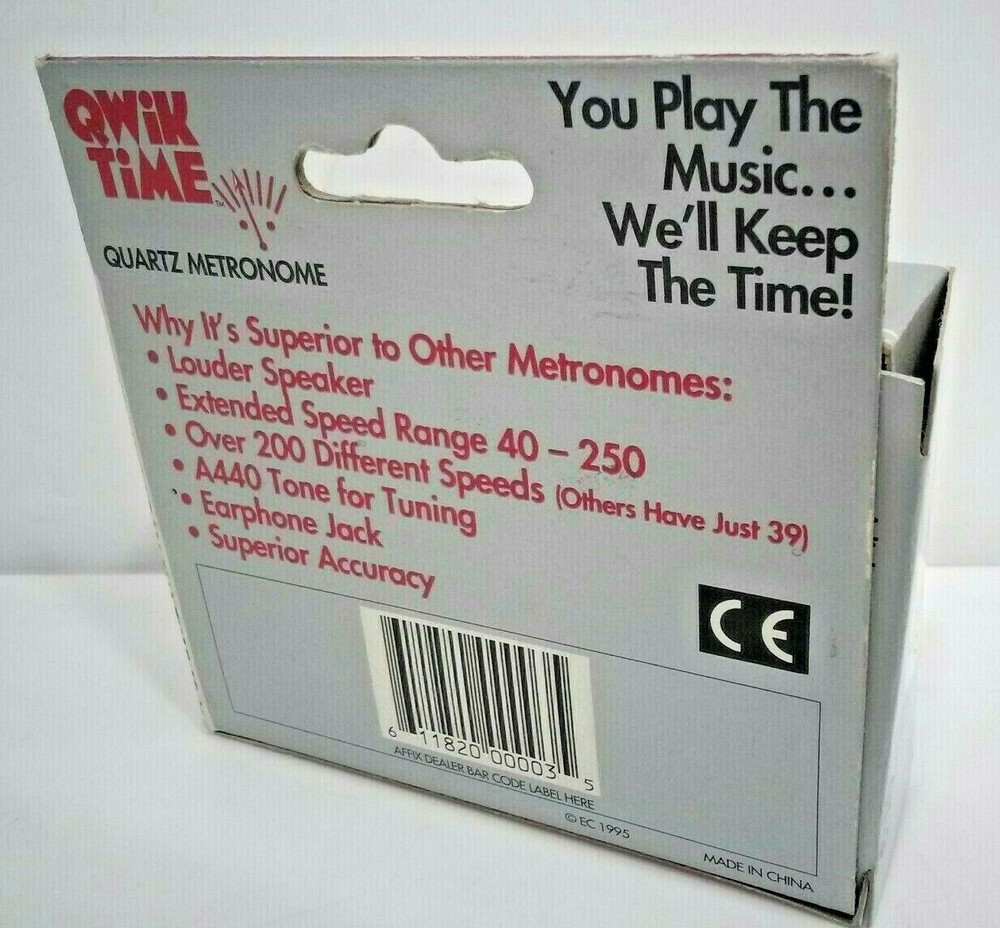 QWiK
TiME™
QUARTZ METRONOME
You Play The
Music...
We'll Keep
The Time!
Why It's Superior to Other Metronomes:
• Louder Speaker
• Extended Speed Range 40 – 250
• Over 200 Different Speeds (Others Have Just 39)
• A440 Tone for Tuning
• Earphone Jack
• Superior Accuracy
CE
6 11820 00003 5
AFFIX DEALER BAR CODE LABEL HERE
© EC 1995
MADE IN CHINA